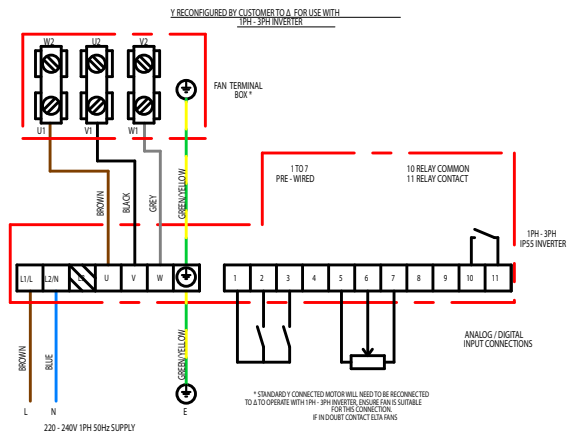 Y RECONFIGURED BY CUSTOMER TO Δ FOR USE WITH
1PH - 3PH INVERTER
W2 U2 V2
FAN TERMINAL
BOX *
U1 V1 W1
1 TO 7
PRE - WIRED
10 RELAY COMMON
11 RELAY CONTACT
BROWN
BLACK
GREY
GREEN/YELLOW
1PH - 3PH
IPSS INVERTER
L1/L L2/N L3 U V W
1 2 3 4 5 6 7 8 9 10 11
ANALOG / DIGITAL
INPUT CONNECTIONS
BROWN
BLUE
GREEN/YELLOW
L N E
* STANDARD Y CONNECTED MOTOR WILL NEED TO BE RECONNECTED
TO Δ TO OPERATE WITH 1PH - 3PH INVERTER, ENSURE FAN IS SUITABLE
FOR THIS CONNECTION.
IF IN DOUBT CONTACT ELTA FANS
220 - 240V 1PH 50Hz SUPPLY